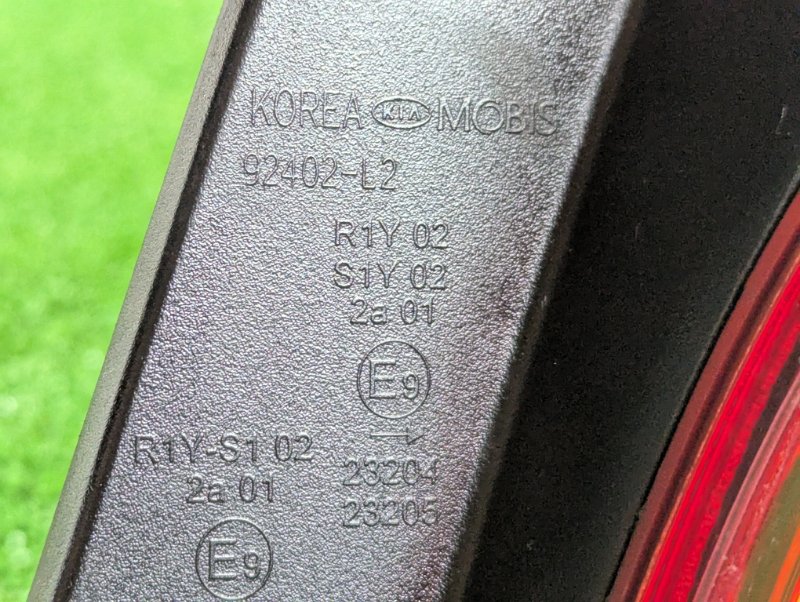 KOREA KIA MOBIS
92402-L2
R1Y 02
S1Y 02
2a 01
E9
→
23204
23205
R1Y-S1 02
2a 01
E9